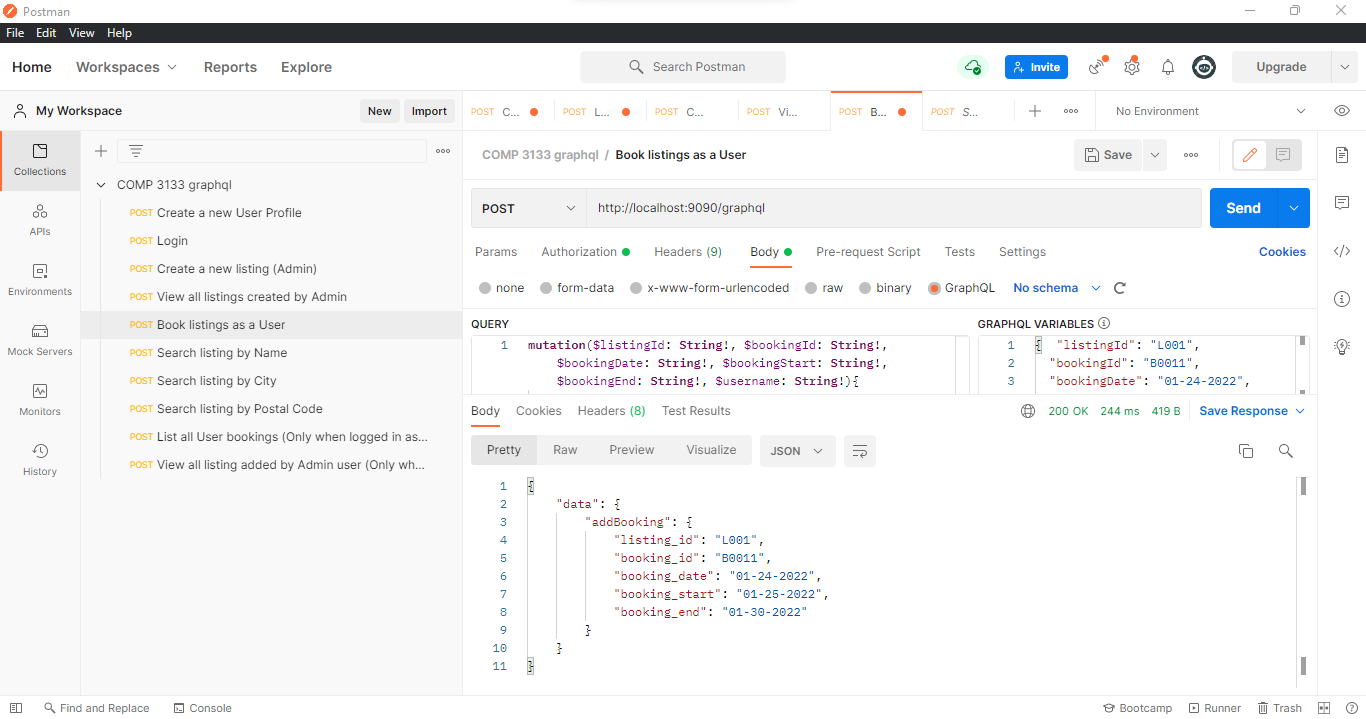 Postman
File Edit View Help
Home Workspaces Reports Explore Search Postman Invite Upgrade
My Workspace New Import
POST C... POST L... POST C... POST Vi... POST B... POST S... No Environment
Collections
APIs
Environments
Mock Servers
Monitors
History
COMP 3133 graphql
POST Create a new User Profile
POST Login
POST Create a new listing (Admin)
POST View all listings created by Admin
POST Book listings as a User
POST Search listing by Name
POST Search listing by City
POST Search listing by Postal Code
POST List all User bookings (Only when logged in as...
POST View all listing added by Admin user (Only wh...
COMP 3133 graphql / Book listings as a User Save
POST http://localhost:9090/graphql Send
Params Authorization Headers (9) Body Pre-request Script Tests Settings Cookies
none form-data x-www-form-urlencoded raw binary GraphQL No schema
QUERY
1 mutation($listingId: String!, $bookingId: String!,
$bookingDate: String!, $bookingStart: String!,
$bookingEnd: String!, $username: String!){
GRAPHQL VARIABLES
1 { "listingId": "L001",
2 "bookingId": "B0011",
3 "bookingDate": "01-24-2022",
Body Cookies Headers (8) Test Results 200 OK 244 ms 419 B Save Response
Pretty Raw Preview Visualize JSON
1 {
2 "data": {
3 "addBooking": {
4 "listing_id": "L001",
5 "booking_id": "B0011",
6 "booking_date": "01-24-2022",
7 "booking_start": "01-25-2022",
8 "booking_end": "01-30-2022"
9 }
10 }
11 }
Find and Replace Console Bootcamp Runner Trash